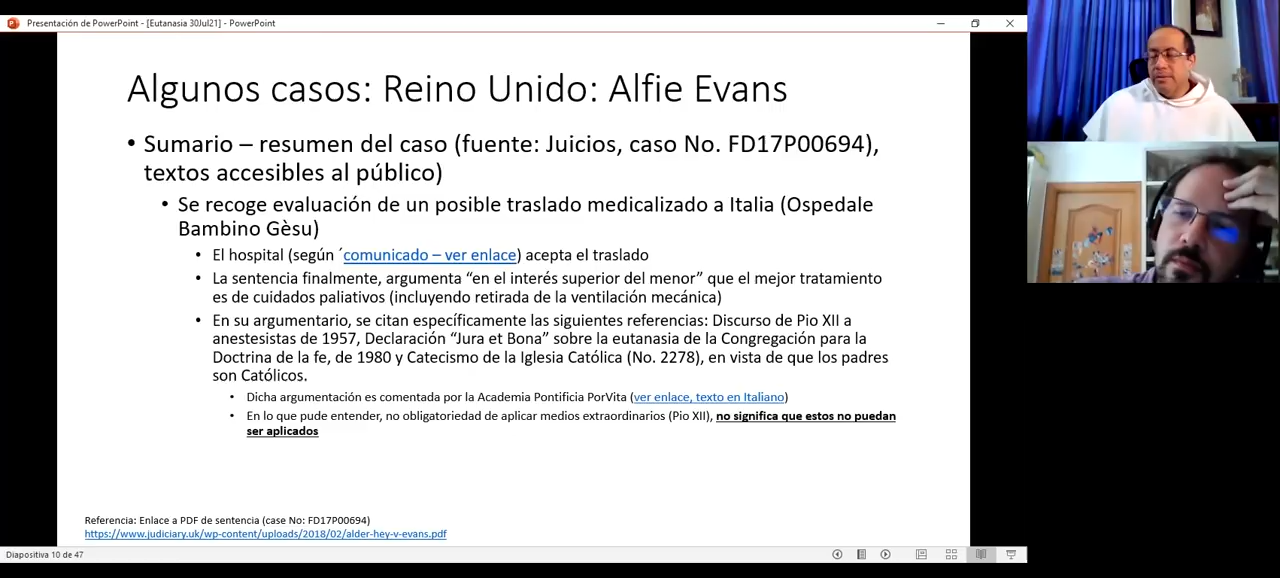 Presentación de PowerPoint - [Eutanasia 30Jul21] - PowerPoint
Algunos casos: Reino Unido: Alfie Evans
• Sumario – resumen del caso (fuente: Juicios, caso No. FD17P00694),
textos accesibles al público)
• Se recoge evaluación de un posible traslado medicalizado a Italia (Ospedale
Bambino Gèsu)
• El hospital (según ´comunicado – ver enlace) acepta el traslado
• La sentencia finalmente, argumenta “en el interés superior del menor” que el mejor tratamiento
es de cuidados paliativos (incluyendo retirada de la ventilación mecánica)
• En su argumentario, se citan específicamente las siguientes referencias: Discurso de Pio XII a
anestesistas de 1957, Declaración “Jura et Bona” sobre la eutanasia de la Congregación para la
Doctrina de la fe, de 1980 y Catecismo de la Iglesia Católica (No. 2278), en vista de que los padres
son Católicos.
• Dicha argumentación es comentada por la Academia Pontificia PorVita (ver enlace, texto en Italiano)
• En lo que pude entender, no obligatoriedad de aplicar medios extraordinarios (Pio XII), no significa que estos no puedan
ser aplicados
Referencia: Enlace a PDF de sentencia (case No: FD17P00694)
https://www.judiciary.uk/wp-content/uploads/2018/02/alder-hey-v-evans.pdf
Diapositiva 10 de 47